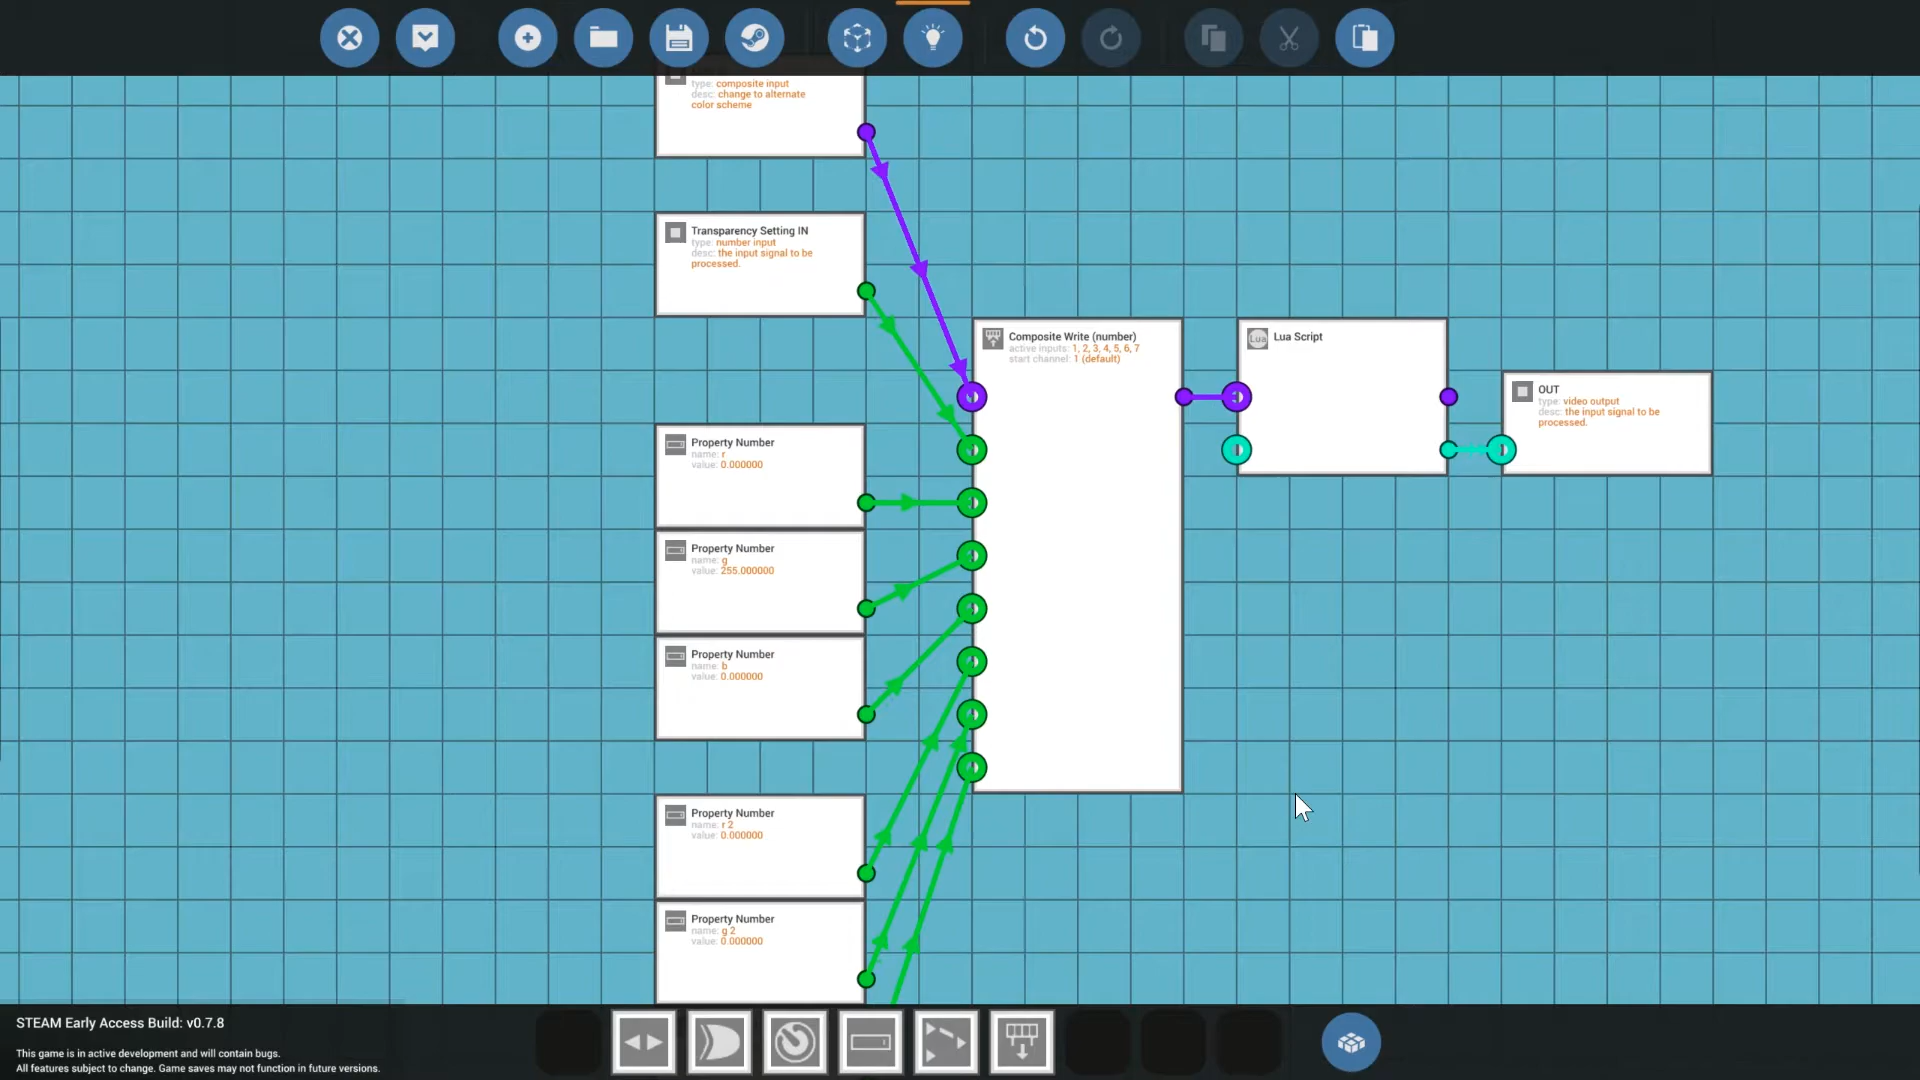 type: composite input
desc: change to alternate
color scheme
Transparency Setting IN
type: number input
desc: the input signal to be
processed.
Composite Write (number)
active inputs: 1, 2, 3, 4, 5, 6, 7
start channel: 1 (default)
Lua
Lua Script
OUT
type: video output
desc: the input signal to be
processed.
Property Number
name: r
value: 0.000000
Property Number
name: g
value: 255.000000
Property Number
name: b
value: 0.000000
Property Number
name: r 2
value: 0.000000
Property Number
name: g 2
value: 0.000000
STEAM Early Access Build: v0.7.8
This game is in active development and will contain bugs.
All features subject to change. Game saves may not function in future versions.